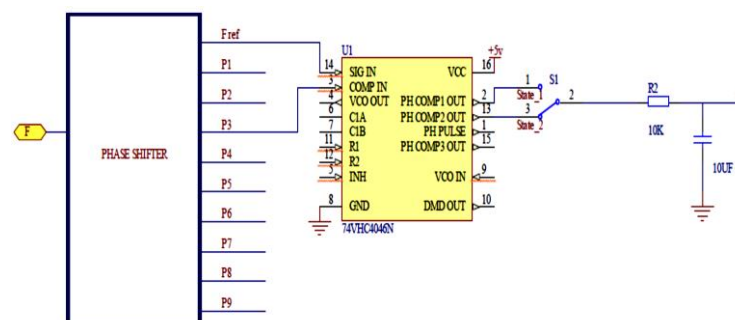 F
PHASE SHIFTER
Fref
P1
P2
P3
P4
P5
P6
P7
P8
P9
U1
14 SIG IN VCC 16 +5v
3 COMP IN
4 VCO OUT PH COMP1 OUT 2
6 C1A PH COMP2 OUT 13
7 C1B PH PULSE 1
11 R1 PH COMP3 OUT 15
12 R2
5 INH VCO IN 9
8 GND DMD OUT 10
74VHC4046N
1 S1
State_1
3 2
State_2
R2
10K
10UF